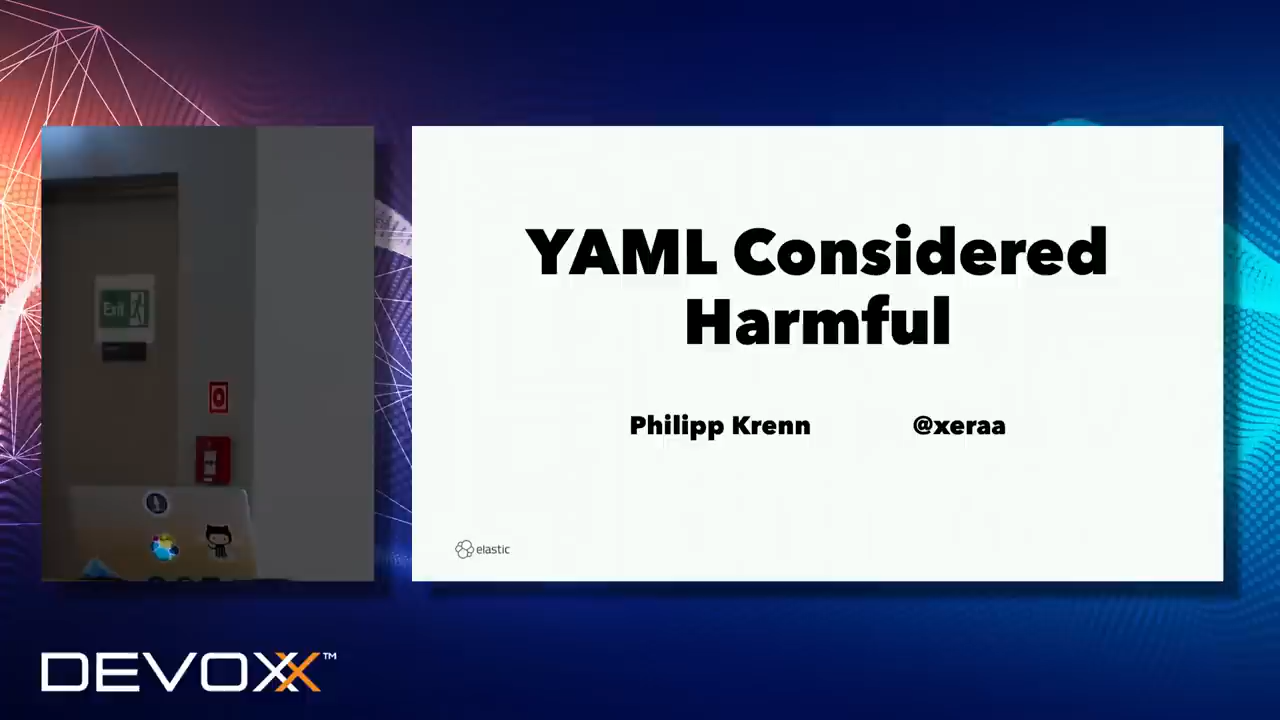 YAML Considered
Harmful
Philipp Krenn
@xeraa
elastic
Exit
DEVOXX™